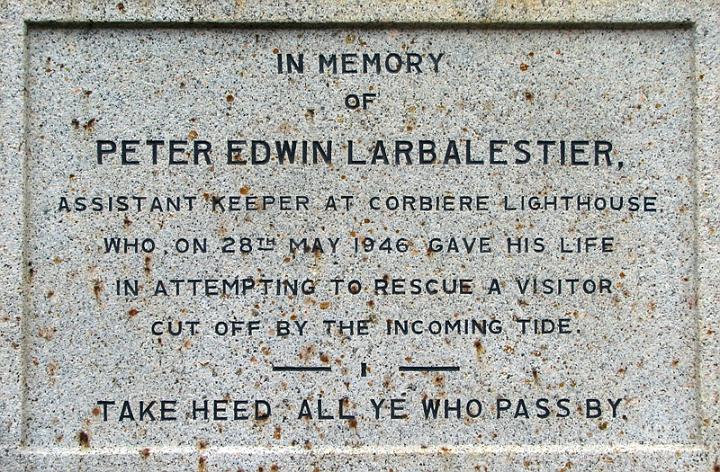 IN MEMORY
OF
PETER EDWIN LARBALESTIER,
ASSISTANT KEEPER AT CORBIERE LIGHTHOUSE
WHO, ON 28TH MAY 1946, GAVE HIS LIFE
IN ATTEMPTING TO RESCUE A VISITOR
CUT OFF BY THE INCOMING TIDE.
TAKE HEED, ALL YE WHO PASS BY.